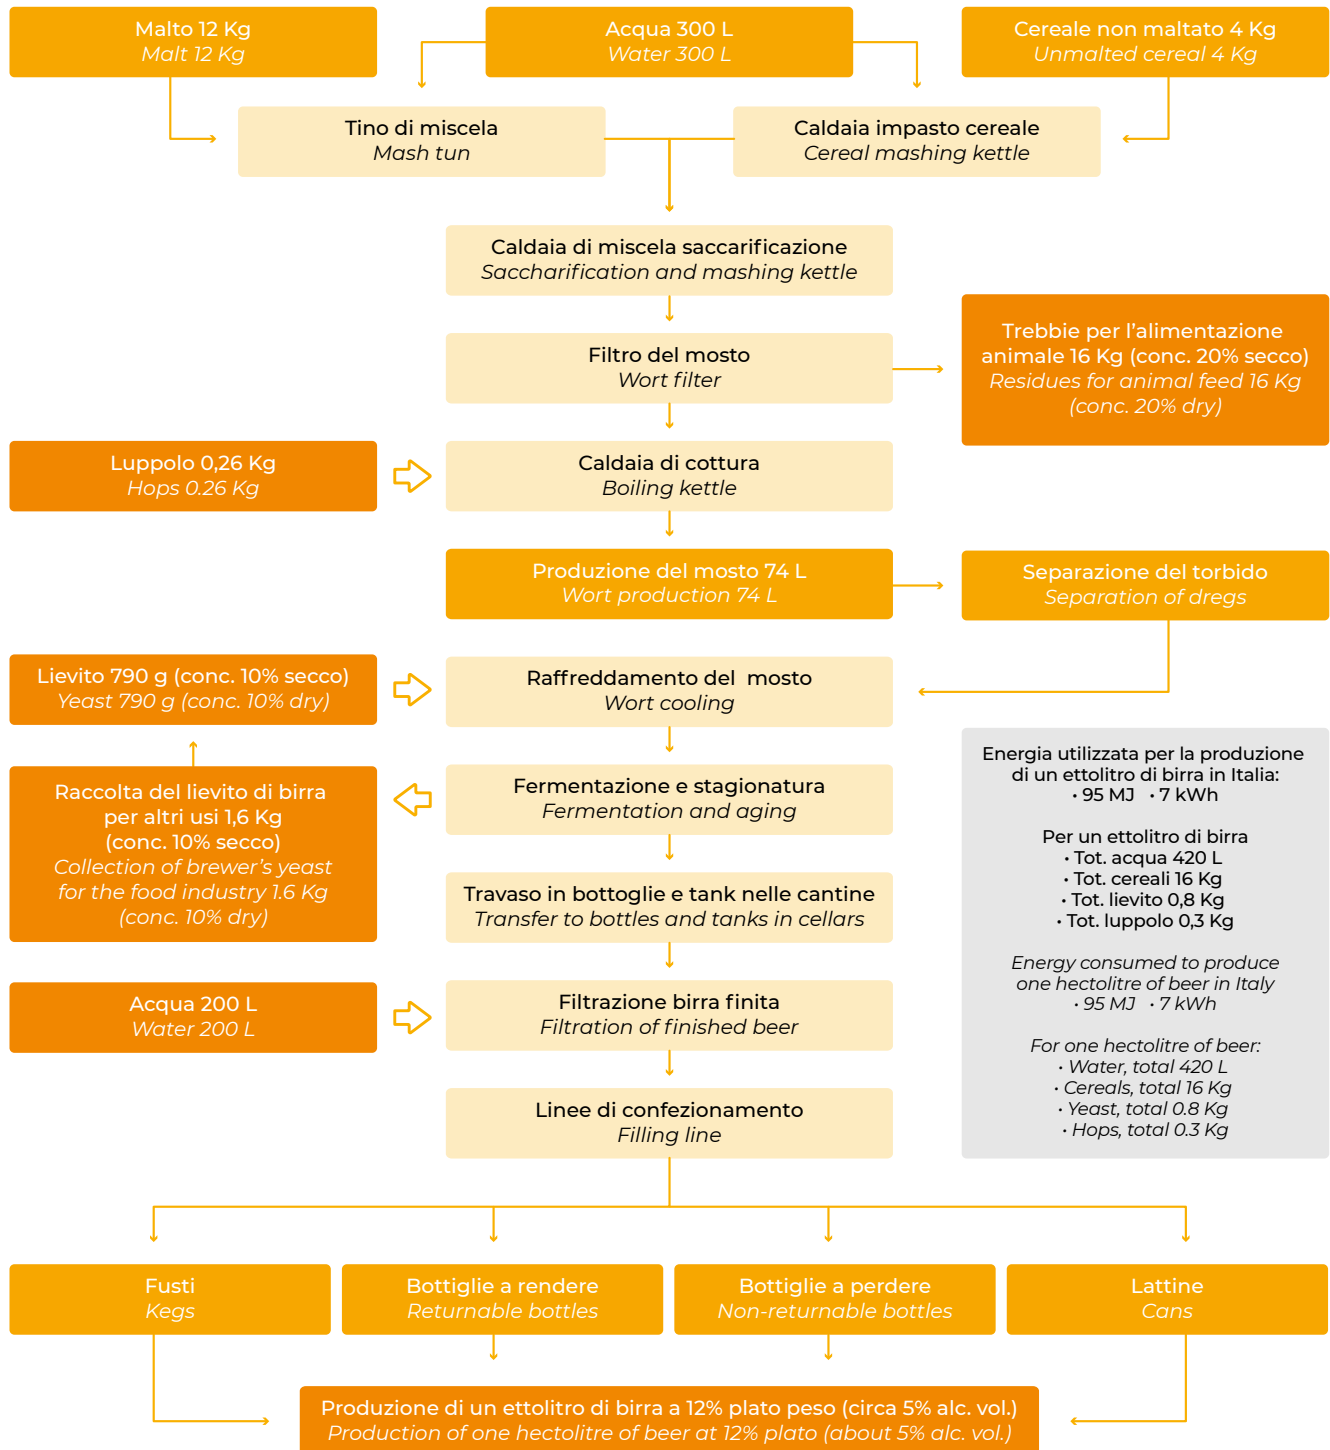 Malto 12 Kg
Malt 12 Kg
Acqua 300 L
Water 300 L
Cereale non maltato 4 Kg
Unmalted cereal 4 Kg
Tino di miscela
Mash tun
Caldaia impasto cereale
Cereal mashing kettle
Caldaia di miscela saccarificazione
Saccharification and mashing kettle
Filtro del mosto
Wort filter
Trebbie per l’alimentazione
animale 16 Kg (conc. 20% secco)
Residues for animal feed 16 Kg
(conc. 20% dry)
Luppolo 0,26 Kg
Hops 0.26 Kg
Caldaia di cottura
Boiling kettle
Produzione del mosto 74 L
Wort production 74 L
Separazione del torbido
Separation of dregs
Lievito 790 g (conc. 10% secco)
Yeast 790 g (conc. 10% dry)
Raffreddamento del mosto
Wort cooling
Raccolta del lievito di birra
per altri usi 1,6 Kg
(conc. 10% secco)
Collection of brewer’s yeast
for the food industry 1.6 Kg
(conc. 10% dry)
Fermentazione e stagionatura
Fermentation and aging
Travaso in bottoglie e tank nelle cantine
Transfer to bottles and tanks in cellars
Acqua 200 L
Water 200 L
Filtrazione birra finita
Filtration of finished beer
Linee di confezionamento
Filling line
Energia utilizzata per la produzione
di un ettolitro di birra in Italia:
· 95 MJ · 7 kWh
Per un ettolitro di birra
· Tot. acqua 420 L
· Tot. cereali 16 Kg
· Tot. lievito 0,8 Kg
· Tot. luppolo 0,3 Kg
Energy consumed to produce
one hectolitre of beer in Italy
· 95 MJ · 7 kWh
For one hectolitre of beer:
· Water, total 420 L
· Cereals, total 16 Kg
· Yeast, total 0.8 Kg
· Hops, total 0.3 Kg
Fusti
Kegs
Bottiglie a rendere
Returnable bottles
Bottiglie a perdere
Non-returnable bottles
Lattine
Cans
Produzione di un ettolitro di birra a 12% plato peso (circa 5% alc. vol.)
Production of one hectolitre of beer at 12% plato (about 5% alc. vol.)